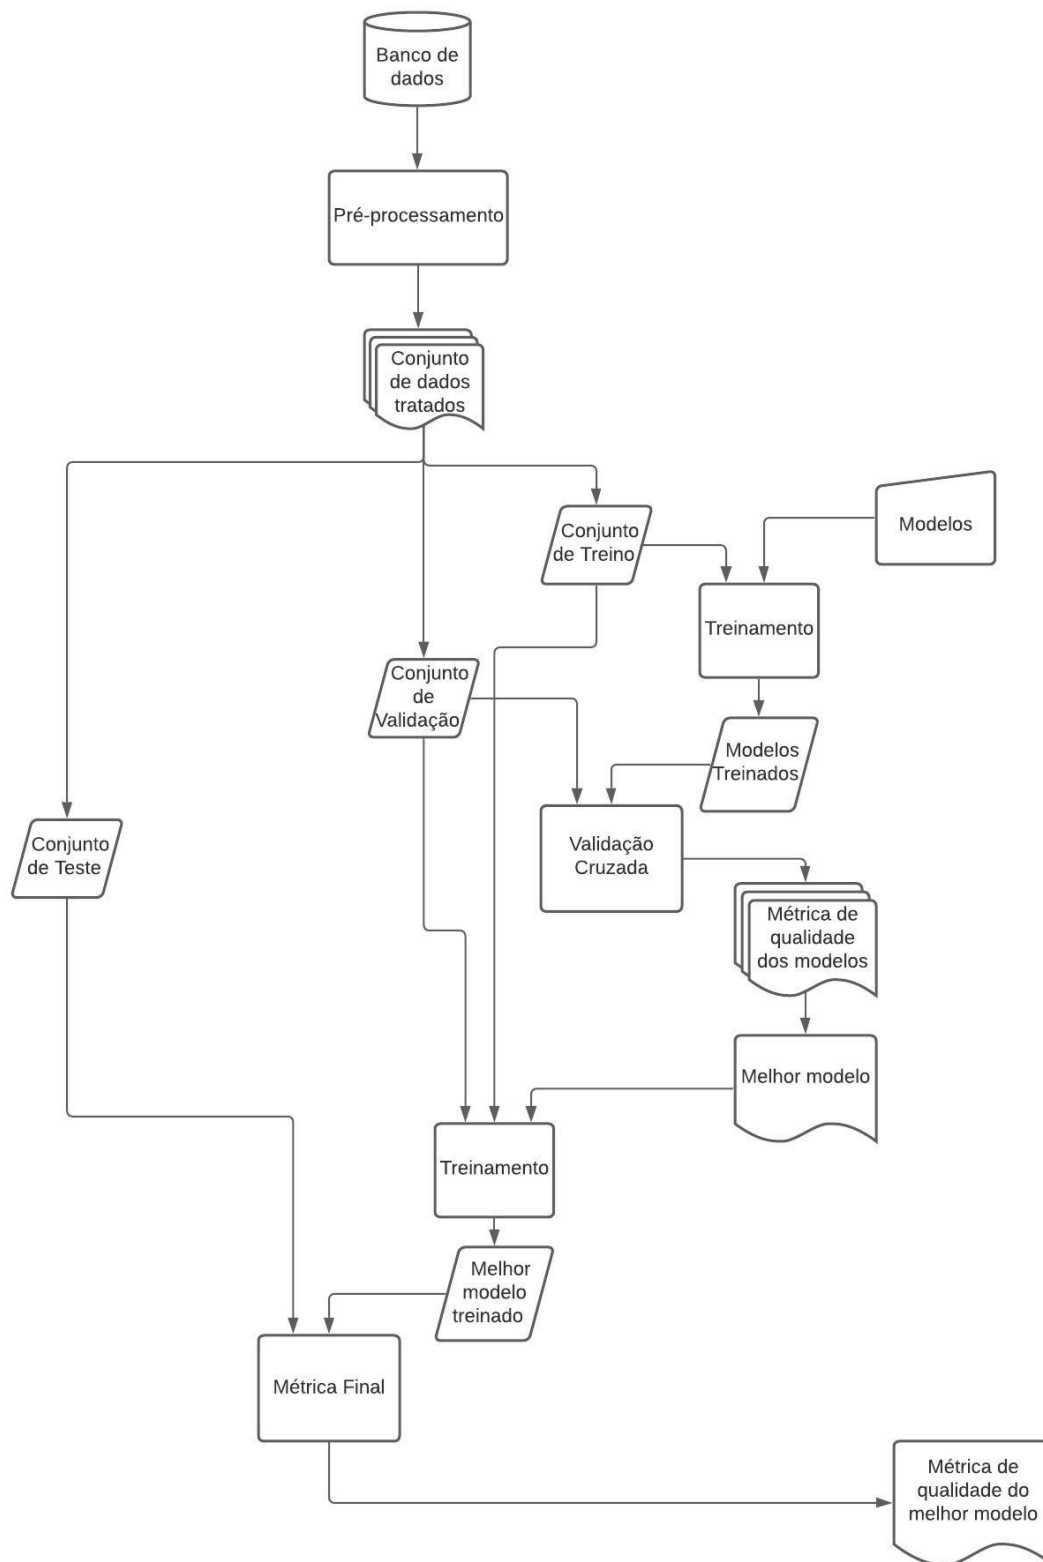 Banco de
dados
Pré-processamento
Conjunto
de dados
tratados
Conjunto
de Treino
Modelos
Treinamento
Conjunto
de
Validação
Modelos
Treinados
Conjunto
de Teste
Validação
Cruzada
Métrica de
qualidade
dos modelos
Melhor modelo
Treinamento
Melhor
modelo
treinado
Métrica Final
Métrica de
qualidade do
melhor modelo